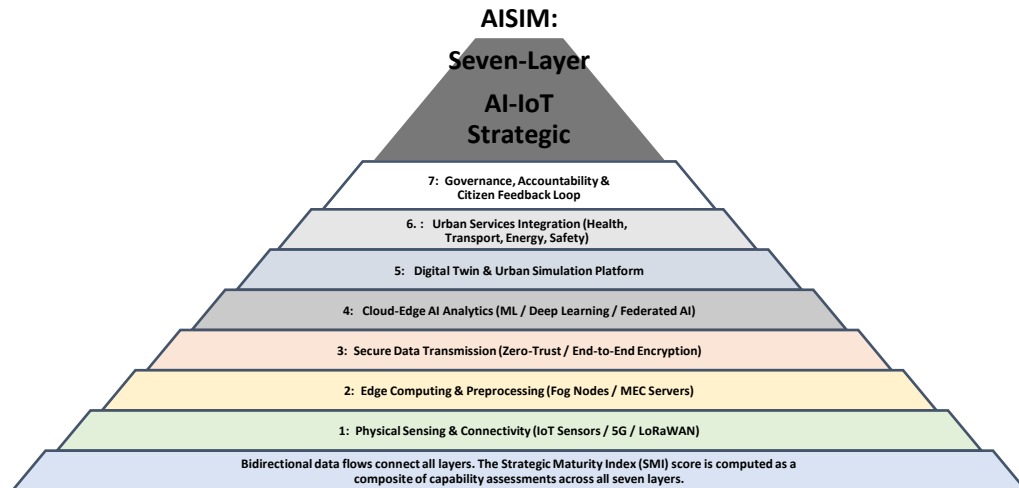 AISIM:
Seven-Layer
AI-IoT
Strategic
7: Governance, Accountability &
Citizen Feedback Loop
6. : Urban Services Integration (Health,
Transport, Energy, Safety)
5: Digital Twin & Urban Simulation Platform
4: Cloud-Edge AI Analytics (ML / Deep Learning / Federated AI)
3: Secure Data Transmission (Zero-Trust / End-to-End Encryption)
2: Edge Computing & Preprocessing (Fog Nodes / MEC Servers)
1: Physical Sensing & Connectivity (IoT Sensors / 5G / LoRaWAN)
Bidirectional data flows connect all layers. The Strategic Maturity Index (SMI) score is computed as a
composite of capability assessments across all seven layers.